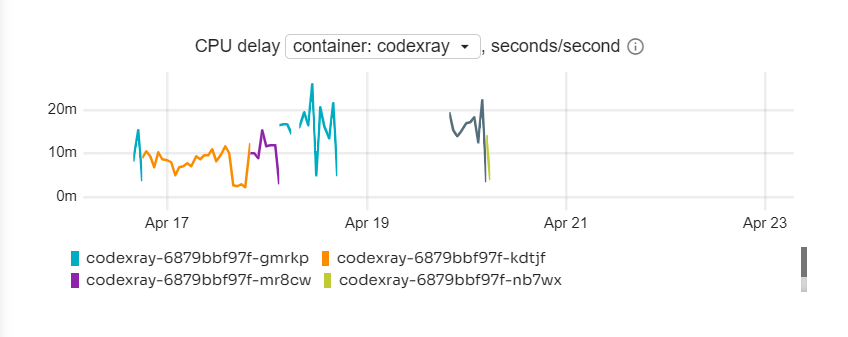 CPU delay container: codexray , seconds/second
20m
10m
0m
Apr 17 Apr 19 Apr 21 Apr 23
codexray-6879bbf97f-gmrkp codexray-6879bbf97f-kdtjf
codexray-6879bbf97f-mr8cw codexray-6879bbf97f-nb7wx